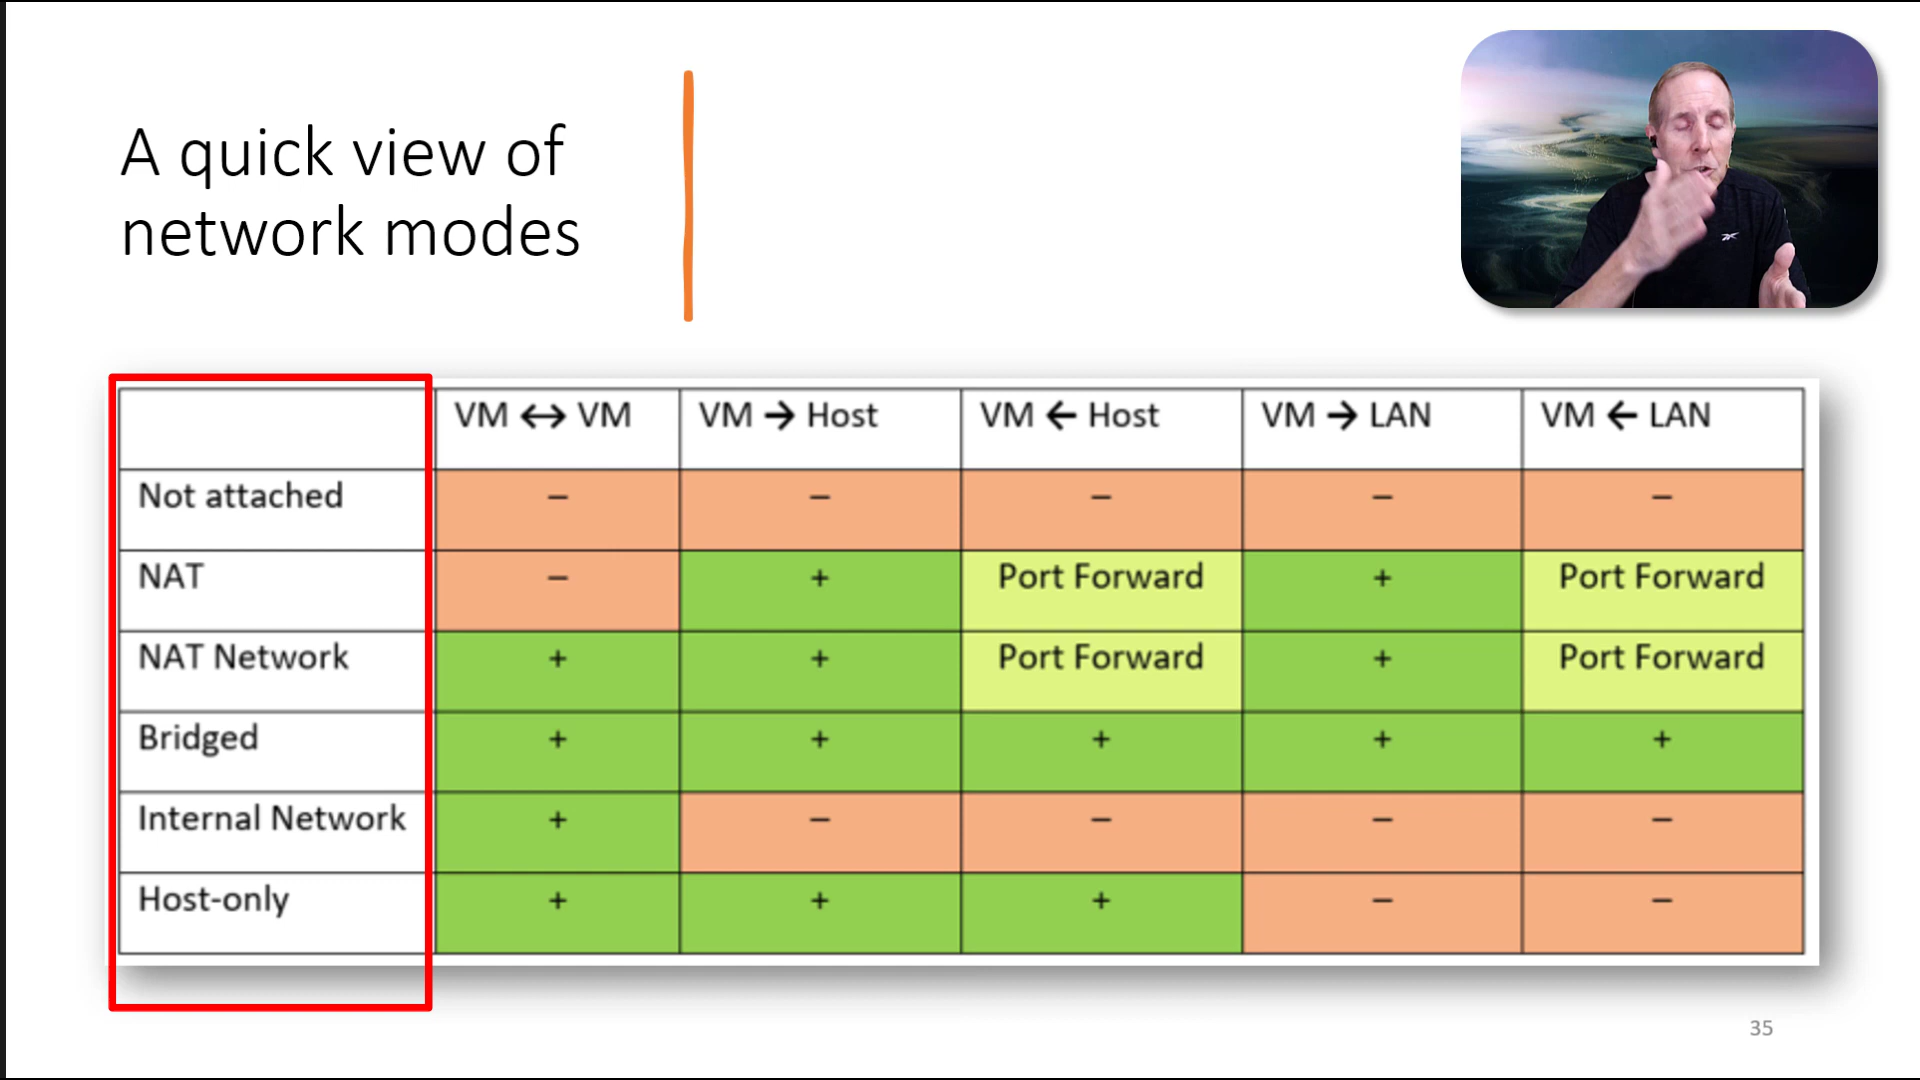 A quick view of
network modes
VM ↔ VM VM → Host VM ← Host VM → LAN VM ← LAN
Not attached – – – – –
NAT – + Port Forward + Port Forward
NAT Network + + Port Forward + Port Forward
Bridged + + + + +
Internal Network + – – – –
Host-only + + + – –
35